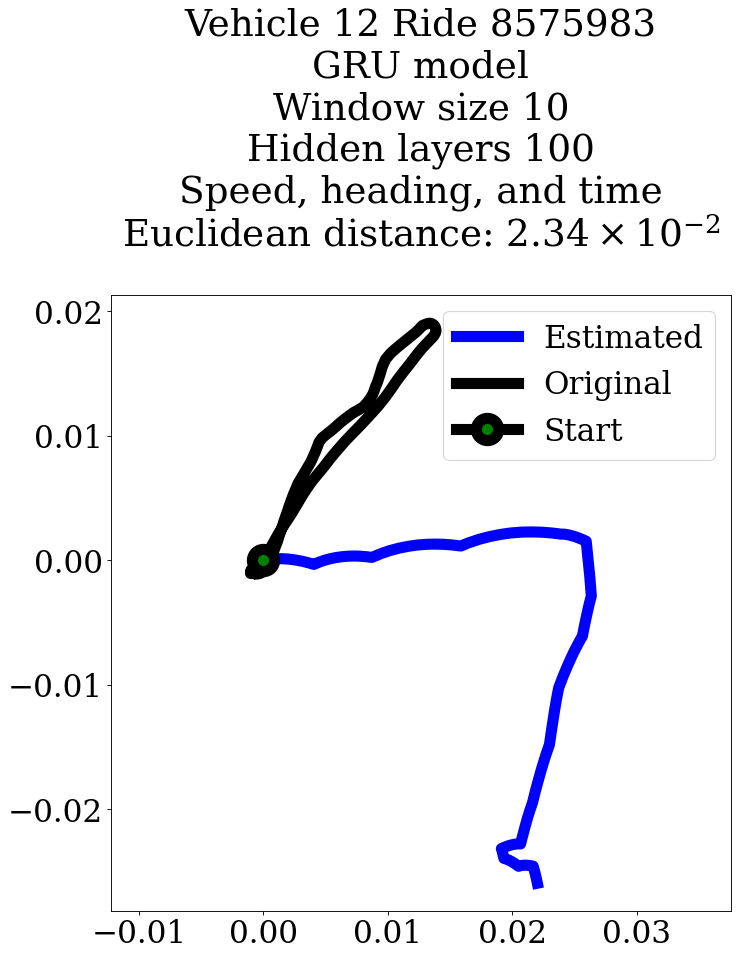 Vehicle 12 Ride 8575983
GRU model
Window size 10
Hidden layers 100
Speed, heading, and time
Euclidean distance: 2.34 × 10⁻²
0.02
0.01
0.00
−0.01
−0.02
Estimated
Original
Start
−0.01 0.00 0.01 0.02 0.03